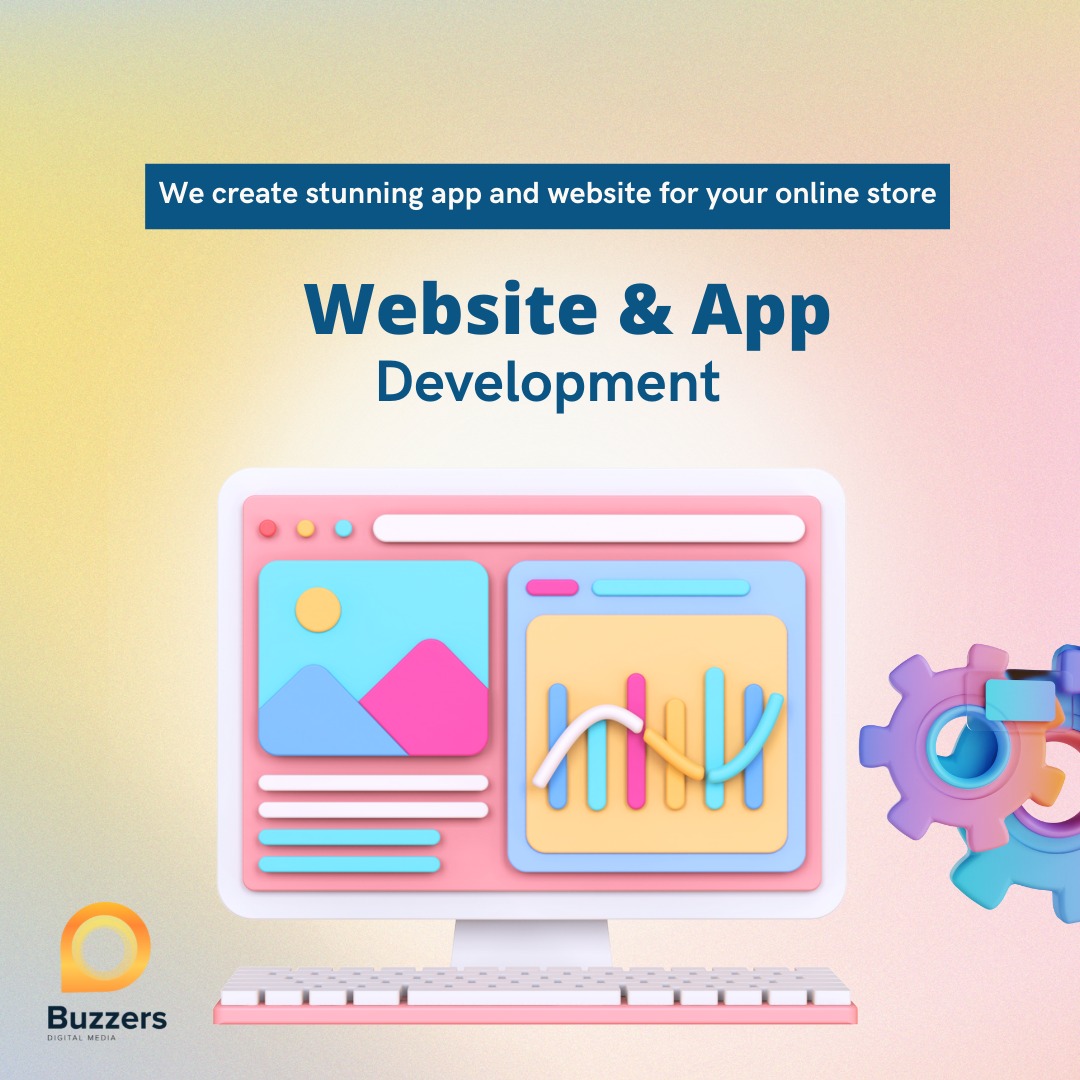 We create stunning app and website for your online store
Website & App
Development
Buzzers
DIGITAL MEDIA